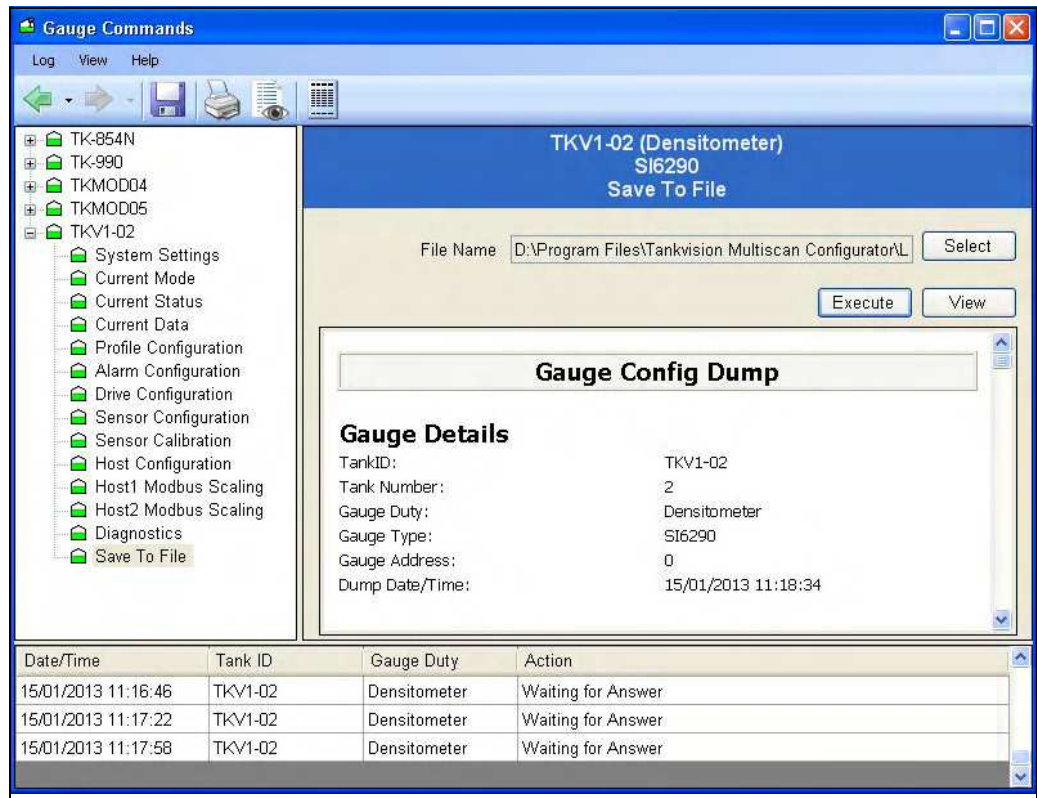 Gauge Commands
Log View Help
TK-854N
TK-990
TKMOD04
TKMOD05
TKV1-02
System Settings
Current Mode
Current Status
Current Data
Profile Configuration
Alarm Configuration
Drive Configuration
Sensor Configuration
Sensor Calibration
Host Configuration
Host1 Modbus Scaling
Host2 Modbus Scaling
Diagnostics
Save To File
TKV1-02 (Densitometer)
SI6290
Save To File
File Name D:\Program Files\Tankvision Multiscan Configurator\L Select
Execute View
Gauge Config Dump
Gauge Details
TankID: TKV1-02
Tank Number: 2
Gauge Duty: Densitometer
Gauge Type: SI6290
Gauge Address: 0
Dump Date/Time: 15/01/2013 11:18:34
Date/Time Tank ID Gauge Duty Action
15/01/2013 11:16:46 TKV1-02 Densitometer Waiting for Answer
15/01/2013 11:17:22 TKV1-02 Densitometer Waiting for Answer
15/01/2013 11:17:58 TKV1-02 Densitometer Waiting for Answer